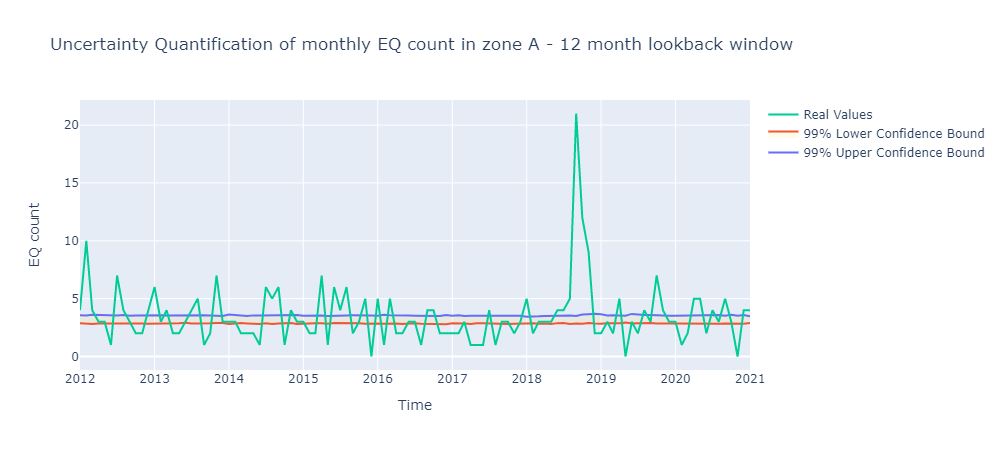 Uncertainty Quantification of monthly EQ count in zone A - 12 month lookback window
Real Values
99% Lower Confidence Bound
99% Upper Confidence Bound
EQ count
20
15
10
5
0
2012 2013 2014 2015 2016 2017 2018 2019 2020 2021
Time